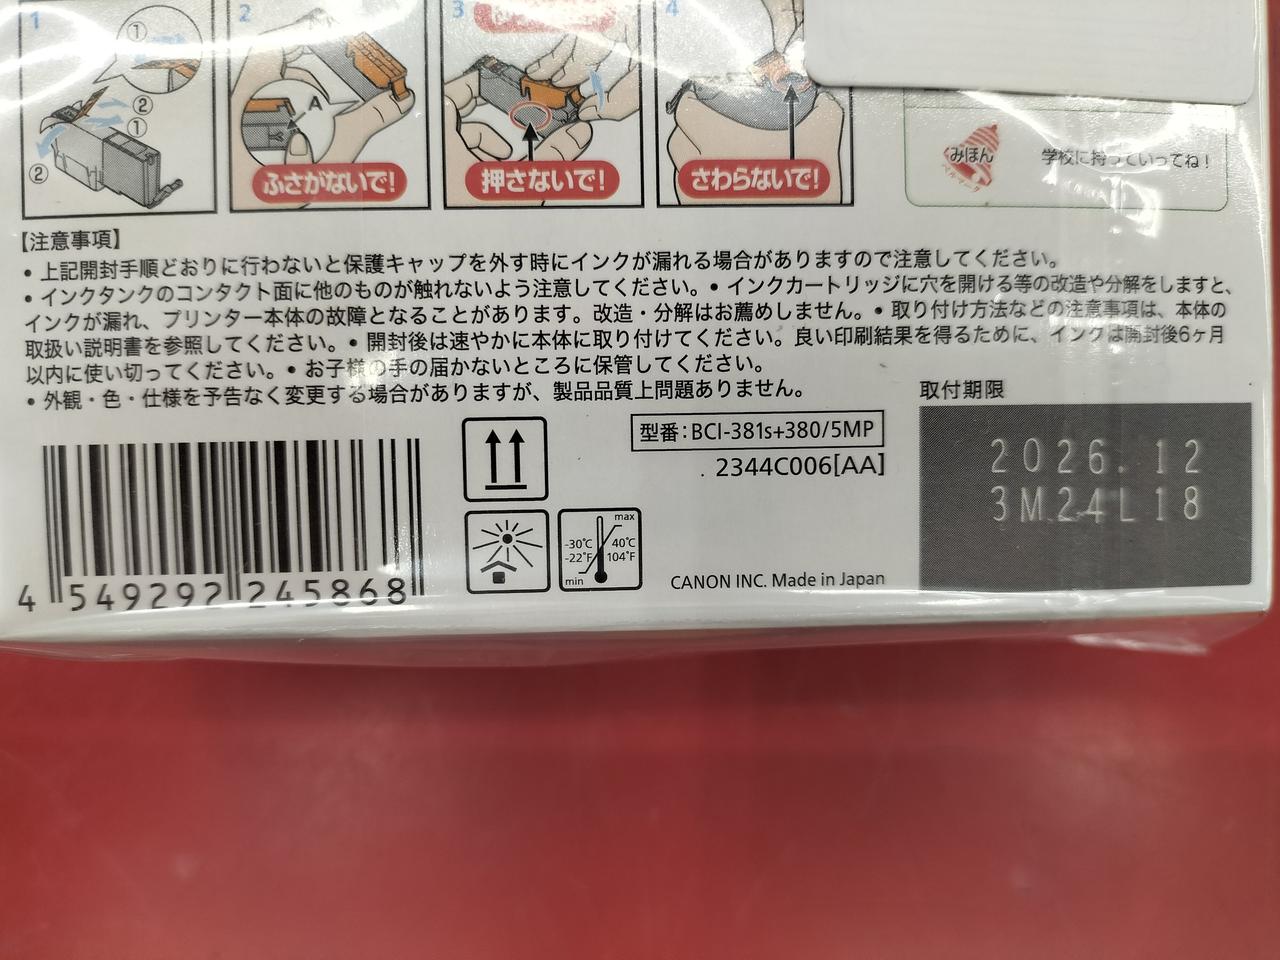 1
①
②
①
②
2
A
ふさがないで!
3
押さないで!
4
さわらないで!
みほん
ベルマーク
学校に持っていってね!
【注意事項】
• 上記開封手順どおりに行わないと保護キャップを外す時にインクが漏れる場合がありますので注意してください。
• インクタンクのコンタクト面に他のものが触れないよう注意してください。• インクカートリッジに穴を開ける等の改造や分解をしますと、
インクが漏れ、プリンター本体の故障となることがあります。改造・分解はお薦めしません。• 取り付け方法などの注意事項は、本体の
取扱い説明書を参照してください。• 開封後は速やかに本体に取り付けてください。良い印刷結果を得るために、インクは開封後6ヶ月
以内に使い切ってください。• お子様の手の届かないところに保管してください。
• 外観・色・仕様を予告なく変更する場合がありますが、製品品質上問題ありません。
取付期限
2026.12
3M24L18
型番:BCI-381s+380/5MP
2344C006[AA]
max
-30℃
40℃
-22°F
104°F
min
CANON INC. Made in Japan
4 549292 245868